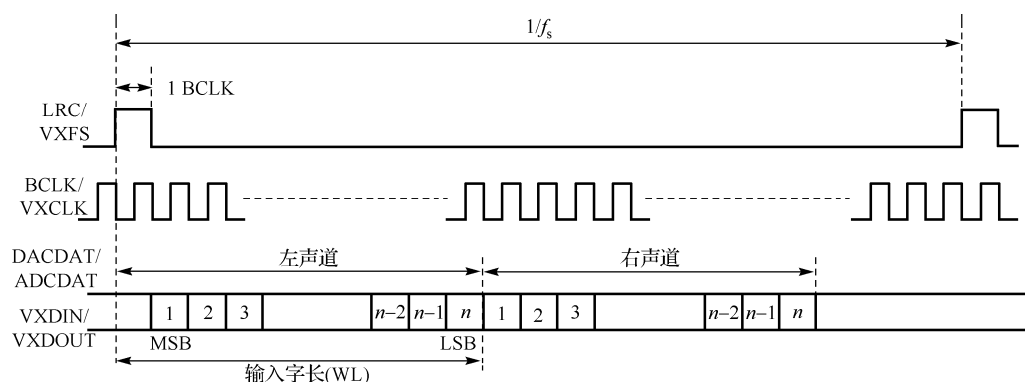 1/fs
1 BCLK
LRC/
VXFS
BCLK/
VXCLK
DACDAT/
ADCDAT
左声道
右声道
VXDIN/
VXDOUT
1 2 3 n-2 n-1 n 1 2 3 n-2 n-1 n
MSB LSB
输入字长(WL)